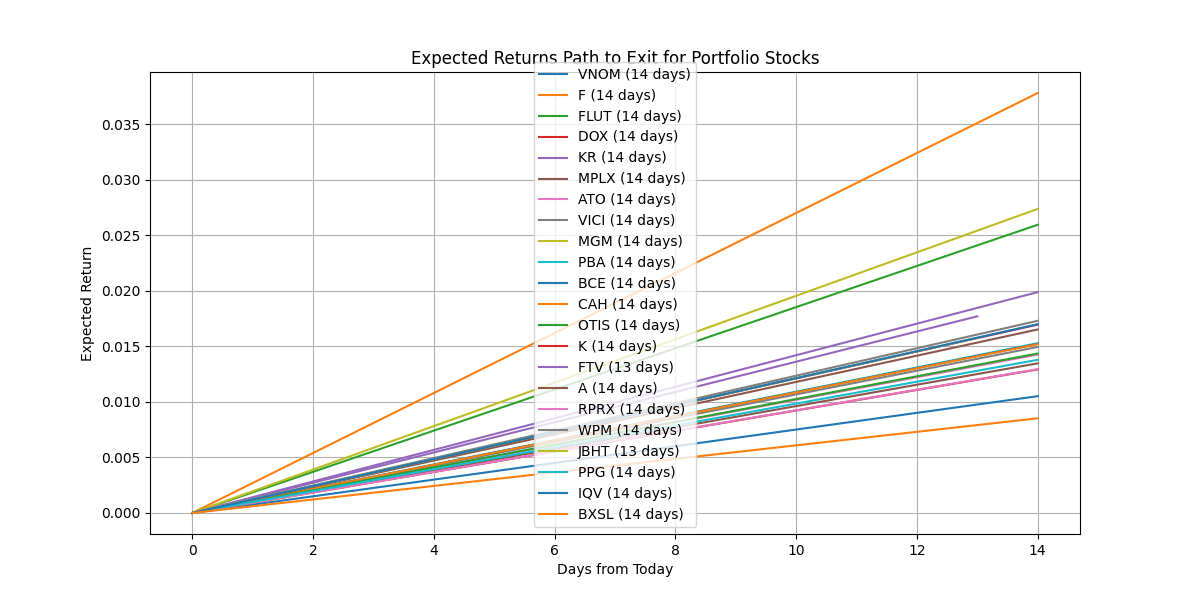 Expected Returns Path to Exit for Portfolio Stocks
VNOM (14 days)
F (14 days)
FLUT (14 days)
DOX (14 days)
KR (14 days)
MPLX (14 days)
ATO (14 days)
VICI (14 days)
MGM (14 days)
PBA (14 days)
BCE (14 days)
CAH (14 days)
OTIS (14 days)
K (14 days)
FTV (13 days)
A (14 days)
RPRX (14 days)
WPM (14 days)
JBHT (13 days)
PPG (14 days)
IQV (14 days)
BXSL (14 days)
Expected Return
0.035
0.030
0.025
0.020
0.015
0.010
0.005
0.000
0 2 4 6 8 10 12 14
Days from Today